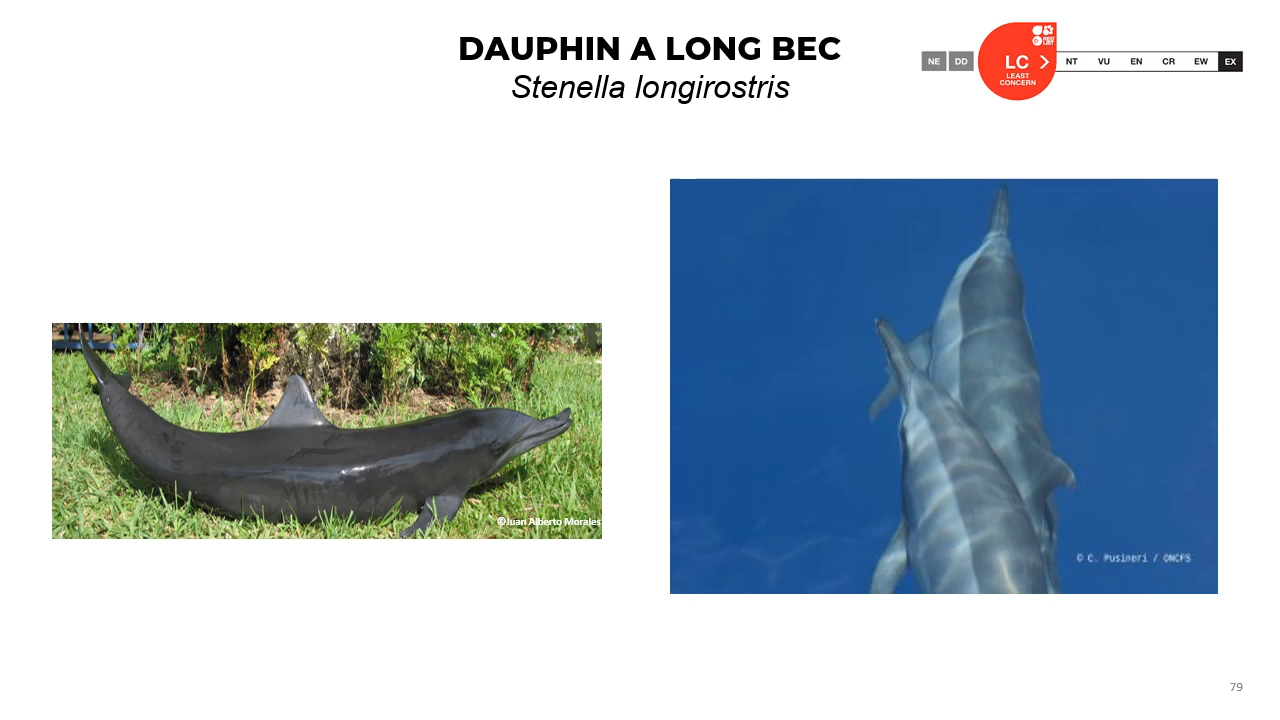 DAUPHIN A LONG BEC
Stenella longirostris
NE DD LC NT VU EN CR EW EX
LEAST
CONCERN
©Juan Alberto Morales
© C. Pusineri / ONCFS
79